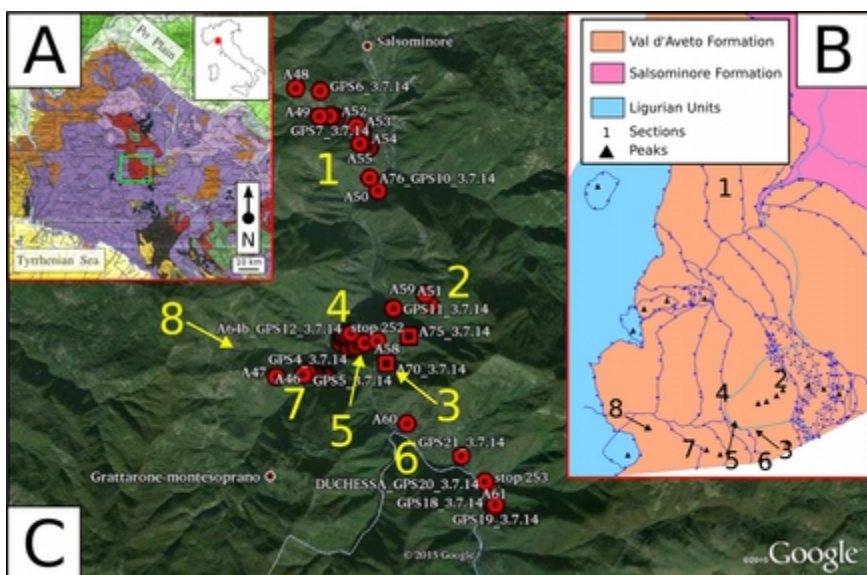 A
Po Plain
Tyrrhenian Sea
N
10 km
Salsominore
A48
GPS6_3.7.14
A49
A52
GPS7_3.7.14
A53
A54
A55
1
A76_GPS10_3.7.14
A50
A59
A51
2
GPS11_3.7.14
4
8
A64b_GPS12_3.7.14
stop 252
A75_3.7.14
A58
GPS4_3.7.14
A70_3.7.14
A47
A46
GPS5_3.7.14
7
5
3
A60
6
GPS21_3.7.14
Grattarone-montesoprano
stop 253
DUCHESSA_GPS20_3.7.14
A61
GPS18_3.7.14
GPS19_3.7.14
C
© 2015 Google
©2015 Google
B
Val d'Aveto Formation
Salsominore Formation
Ligurian Units
1 Sections
Peaks
1
2
4
8
7
5
6
3